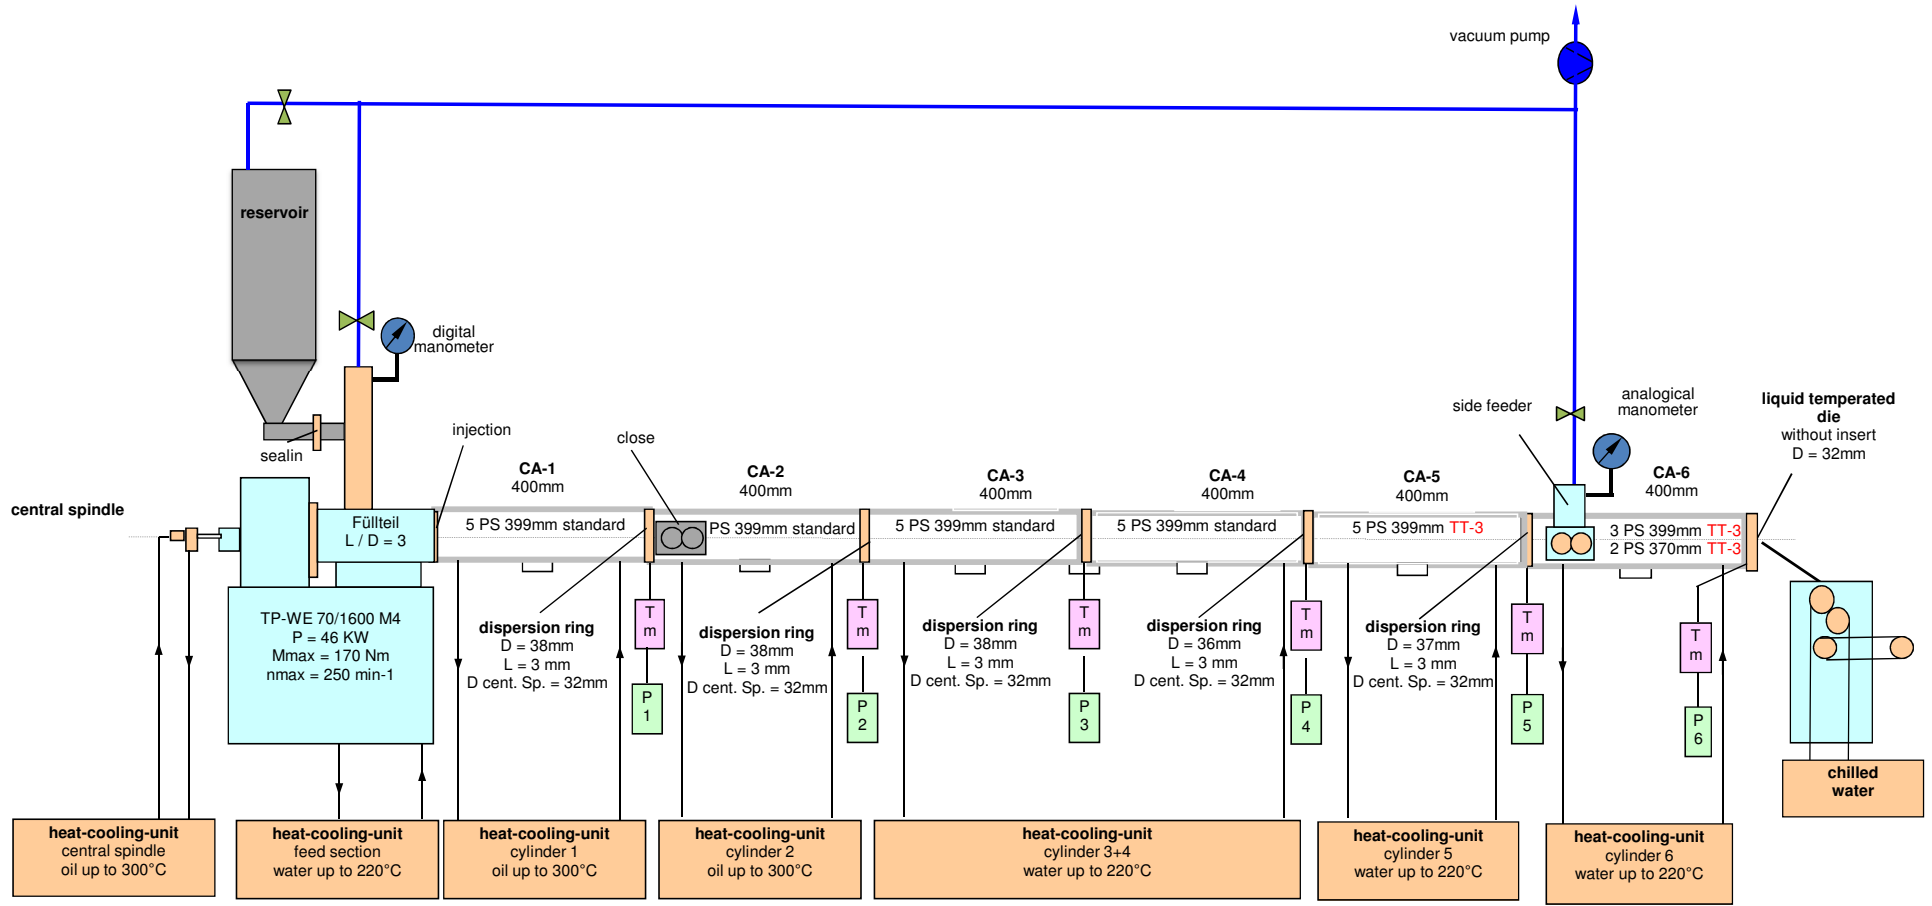 vacuum pump
reservoir
digital
manometer
injection
sealin
close
side feeder
analogical
manometer
liquid temperated
die
without insert
D = 32mm
central spindle
CA-1
400mm
CA-2
400mm
CA-3
400mm
CA-4
400mm
CA-5
400mm
CA-6
400mm
Füllteil
L / D = 3
5 PS 399mm standard
PS 399mm standard
5 PS 399mm standard
5 PS 399mm standard
5 PS 399mm TT-3
3 PS 399mm TT-3
2 PS 370mm TT-3
TP-WE 70/1600 M4
P = 46 KW
Mmax = 170 Nm
nmax = 250 min-1
dispersion ring
D = 38mm
L = 3 mm
D cent. Sp. = 32mm
T
m
P
1
dispersion ring
D = 38mm
L = 3 mm
D cent. Sp. = 32mm
T
m
P
2
dispersion ring
D = 38mm
L = 3 mm
D cent. Sp. = 32mm
T
m
P
3
dispersion ring
D = 36mm
L = 3 mm
D cent. Sp. = 32mm
T
m
P
4
dispersion ring
D = 37mm
L = 3 mm
D cent. Sp. = 32mm
T
m
P
5
T
m
P
6
chilled
water
heat-cooling-unit
central spindle
oil up to 300°C
heat-cooling-unit
feed section
water up to 220°C
heat-cooling-unit
cylinder 1
oil up to 300°C
heat-cooling-unit
cylinder 2
oil up to 300°C
heat-cooling-unit
cylinder 3+4
water up to 220°C
heat-cooling-unit
cylinder 5
water up to 220°C
heat-cooling-unit
cylinder 6
water up to 220°C